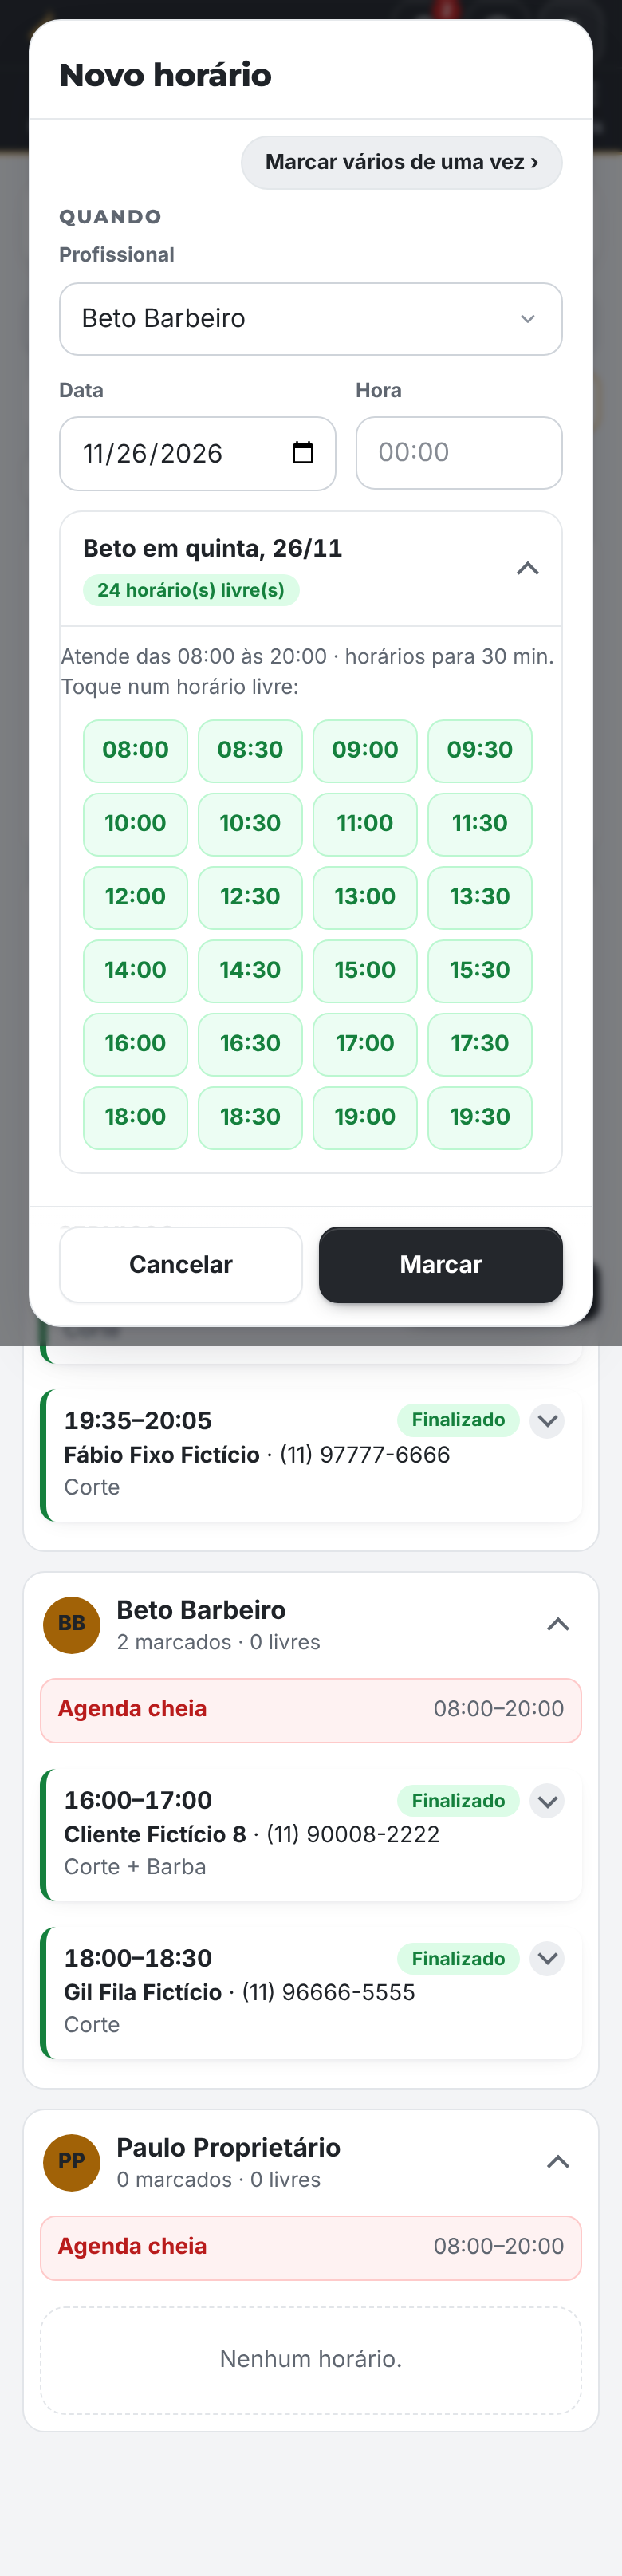 Novo horário
Marcar vários de uma vez ›
QUANDO
Profissional
Beto Barbeiro
Data
Hora
11/26/2026
00:00
Beto em quinta, 26/11
24 horário(s) livre(s)
Atende das 08:00 às 20:00 · horários para 30 min.
Toque num horário livre:
08:00 08:30 09:00 09:30
10:00 10:30 11:00 11:30
12:00 12:30 13:00 13:30
14:00 14:30 15:00 15:30
16:00 16:30 17:00 17:30
18:00 18:30 19:00 19:30
Cancelar
Marcar
Corte
19:35–20:05
Finalizado
Fábio Fixo Fictício · (11) 97777-6666
Corte
BB
Beto Barbeiro
2 marcados · 0 livres
Agenda cheia
08:00–20:00
16:00–17:00
Finalizado
Cliente Fictício 8 · (11) 90008-2222
Corte + Barba
18:00–18:30
Finalizado
Gil Fila Fictício · (11) 96666-5555
Corte
PP
Paulo Proprietário
0 marcados · 0 livres
Agenda cheia
08:00–20:00
Nenhum horário.